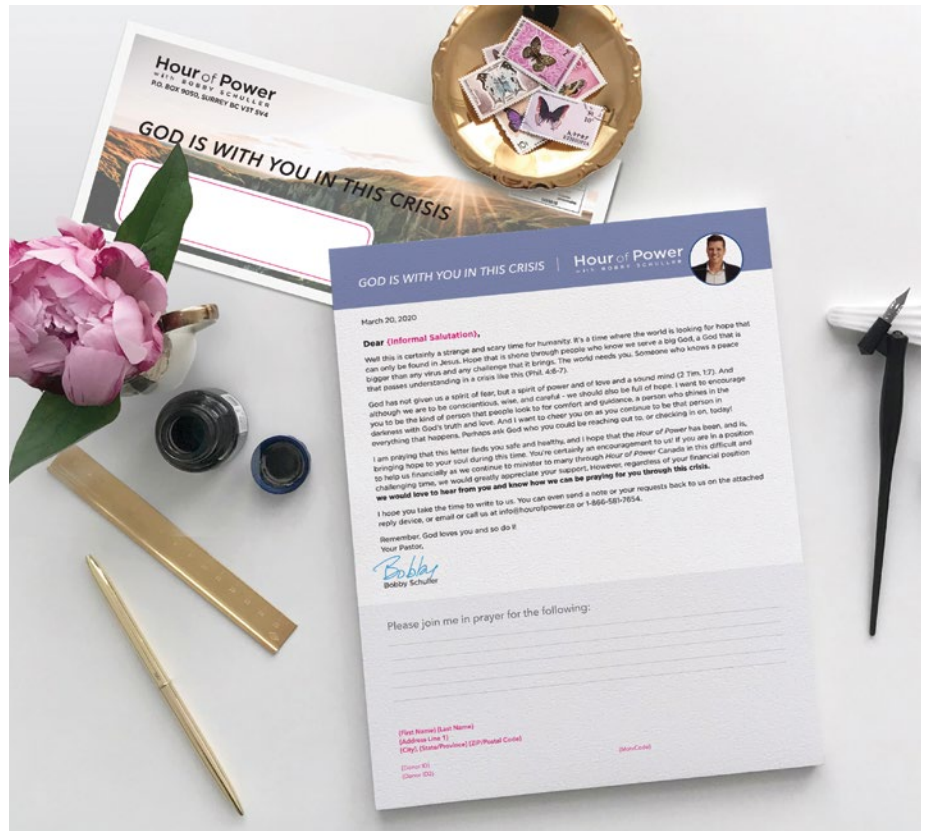 Hour of Power
with BOBBY SCHULLER
P.O. BOX 9050, SURREY BC V3T 5V4
GOD IS WITH YOU IN THIS CRISIS
GOD IS WITH YOU IN THIS CRISIS | Hour of Power
with BOBBY SCHULLER
March 20, 2020
Dear {Informal Salutation},
Well this is certainly a strange and scary time for humanity. It's a time where the world is looking for hope that
can only be found in Jesus. Hope that is shone through people who know we serve a big God, a God that is
bigger than any virus and any challenge that it brings. The world needs you. Someone who knows a peace
that passes understanding in a crisis like this (Phil. 4:6-7).
God has not given us a spirit of fear, but a spirit of power and of love and a sound mind (2 Tim. 1:7). And
although we are to be conscientious, wise, and careful - we should also be full of hope. I want to encourage
you to be the kind of person that people look to for comfort and guidance, a person who shines in the
darkness with God's truth and love. And I want to cheer you on as you continue to be that person in
everything that happens. Perhaps ask God who you could be reaching out to, or checking in on, today!
I am praying that this letter finds you safe and healthy, and I hope that the Hour of Power has been, and is,
bringing hope to your soul during this time. You're certainly an encouragement to us! If you are in a position
to help us financially as we continue to minister to many through Hour of Power Canada in this difficult and
challenging time, we would greatly appreciate your support. However, regardless of your financial position
we would love to hear from you and know how we can be praying for you through this crisis.
I hope you take the time to write to us. You can even send a note or your requests back to us on the attached
reply device, or email or call us at info@hourofpower.ca or 1-866-581-7654.
Remember, God loves you and so do I!
Your Pastor,
Bobby
Bobby Schuller
Please join me in prayer for the following:
{First Name} {Last Name}
{Address Line 1}
{City}, {State/Province} {ZIP/Postal Code}
{Donor ID}
{Donor ID2}